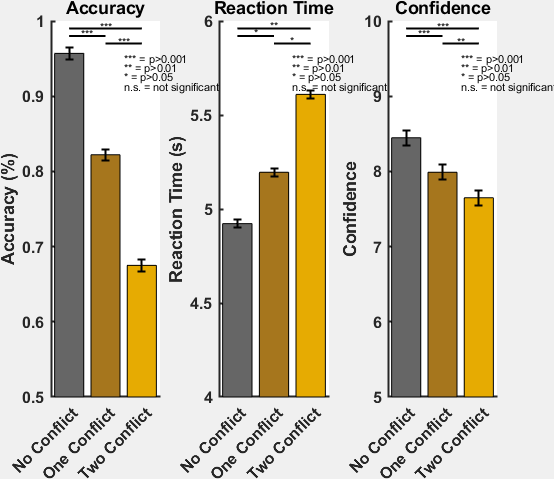 Accuracy
***
***
***
*** = p>0.001
** = p>0.01
* = p>0.05
n.s. = not significant
1
0.9
0.8
0.7
0.6
0.5
Accuracy (%)
No Conflict
One Conflict
Two Conflict
Reaction Time
**
*
*
*** = p>0.001
** = p>0.01
* = p>0.05
n.s. = not significant
6
5.5
5
4.5
4
Reaction Time (s)
No Conflict
One Conflict
Two Conflict
Confidence
***
***
**
*** = p>0.001
** = p>0.01
* = p>0.05
n.s. = not significant
10
9
8
7
6
5
Confidence
No Conflict
One Conflict
Two Conflict